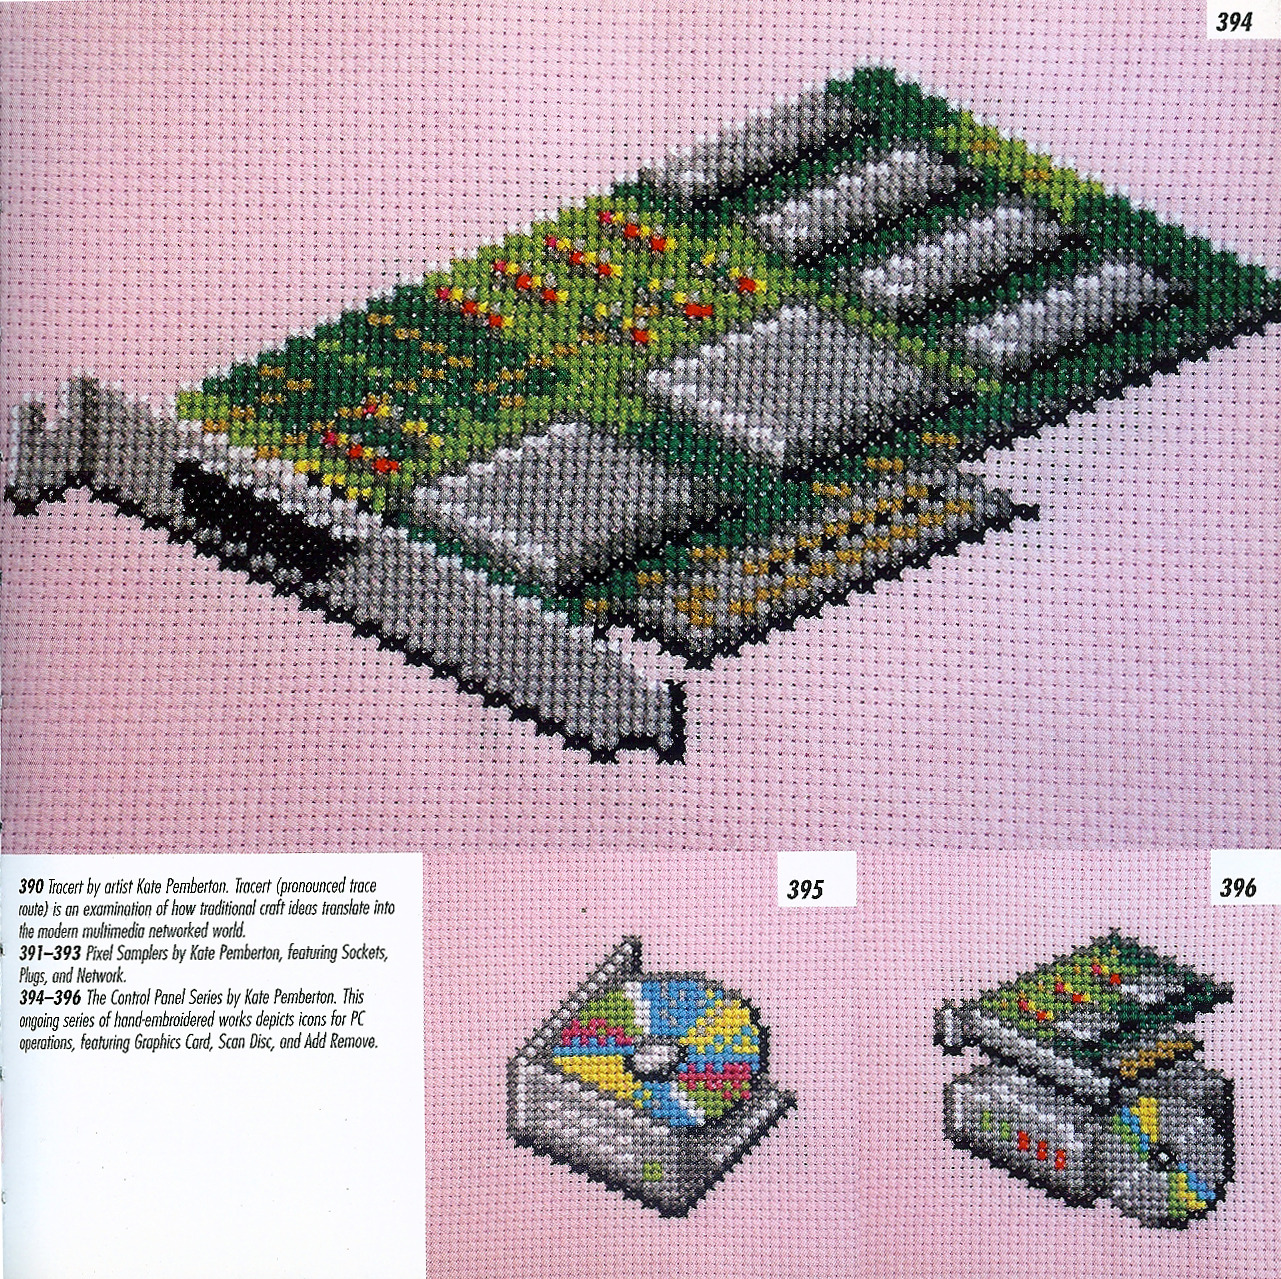 394
390 Tracert by artist Kate Pemberton. Tracert (pronounced trace
route) is an examination of how traditional craft ideas translate into
the modern multimedia networked world.
391–393 Pixel Samplers by Kate Pemberton, featuring Sockets,
Plugs, and Network.
394–396 The Control Panel Series by Kate Pemberton. This
ongoing series of hand-embroidered works depicts icons for PC
operations, featuring Graphics Card, Scan Disc, and Add Remove.
395
396